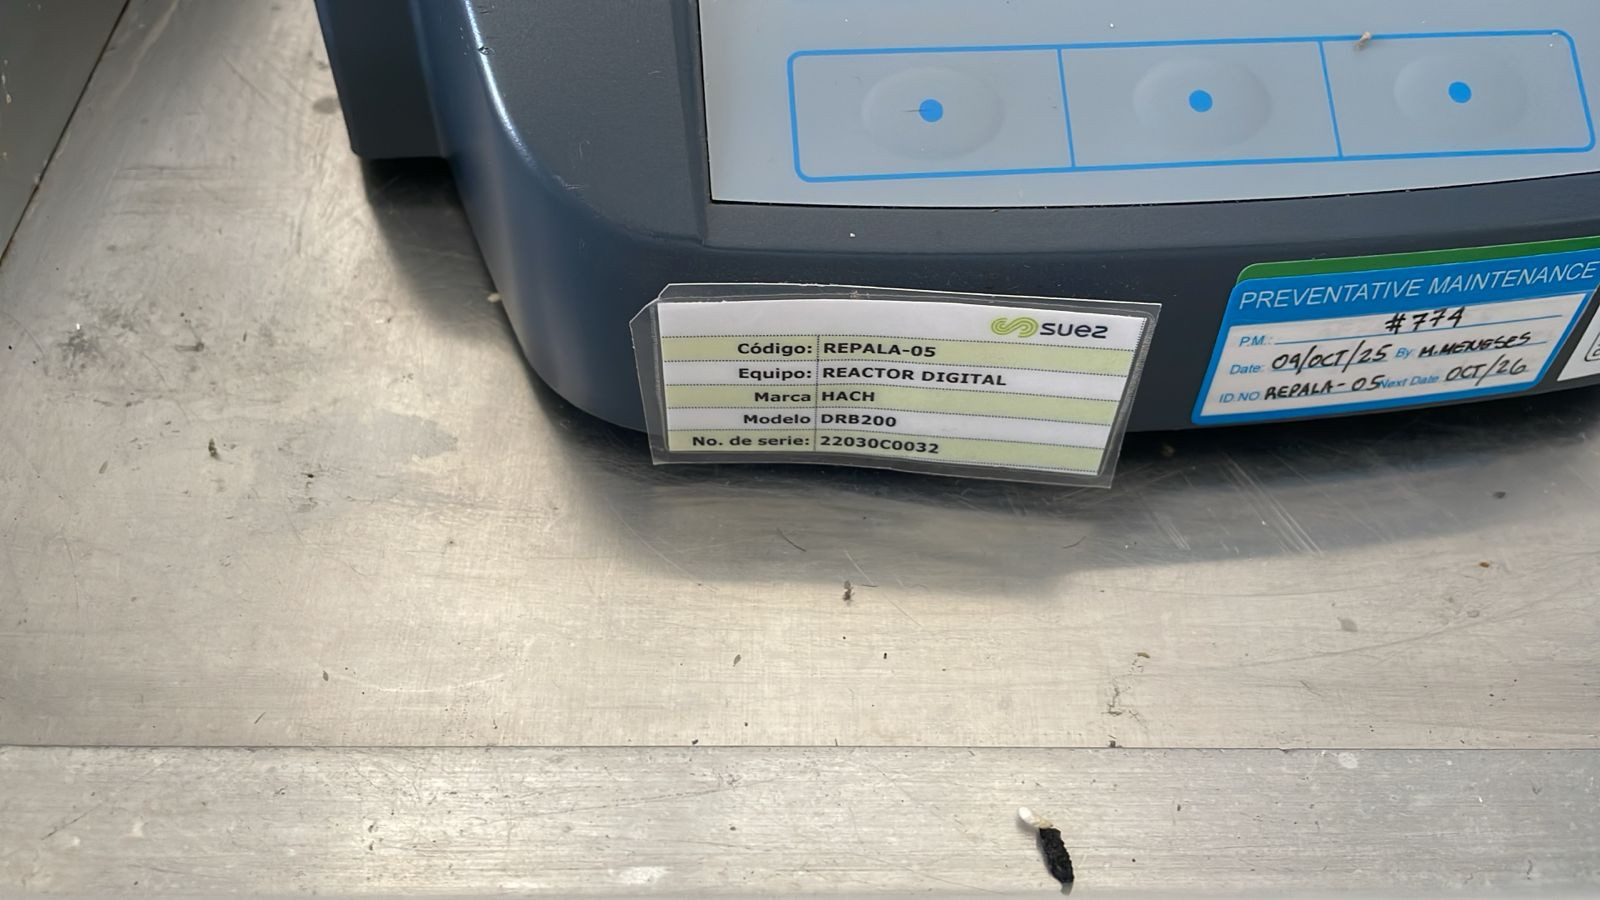 suez
Código: REPALA-05
Equipo: REACTOR DIGITAL
Marca HACH
Modelo DRB200
No. de serie: 22030C0032
PREVENTATIVE MAINTENANCE
P.M.: #774
Date: 09/OCT/25 By: M.MENESES
ID.NO. REPALA-05 Next Date OCT/26